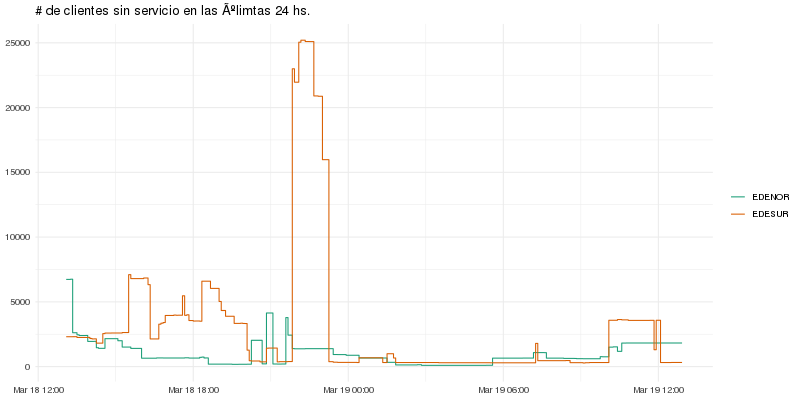 # de clientes sin servicio en las Ãºlimtas 24 hs.
25000
20000
15000
10000
5000
0
Mar 18 12:00 Mar 18 18:00 Mar 19 00:00 Mar 19 06:00 Mar 19 12:00
EDENOR
EDESUR